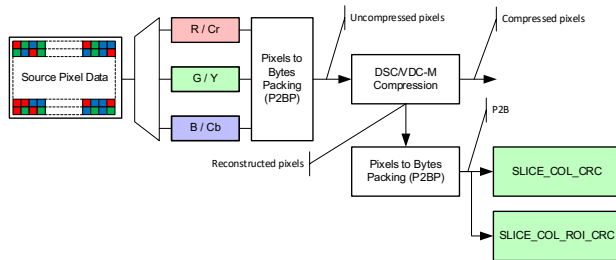 Uncompressed pixels
Compressed pixels
R / Cr
Source Pixel Data
G / Y
Pixels to
Bytes
Packing
(P2BP)
DSC/VDC-M
Compression
B / Cb
P2B
Reconstructed pixels
Pixels to Bytes
Packing (P2BP)
SLICE_COL_CRC
SLICE_COL_ROI_CRC